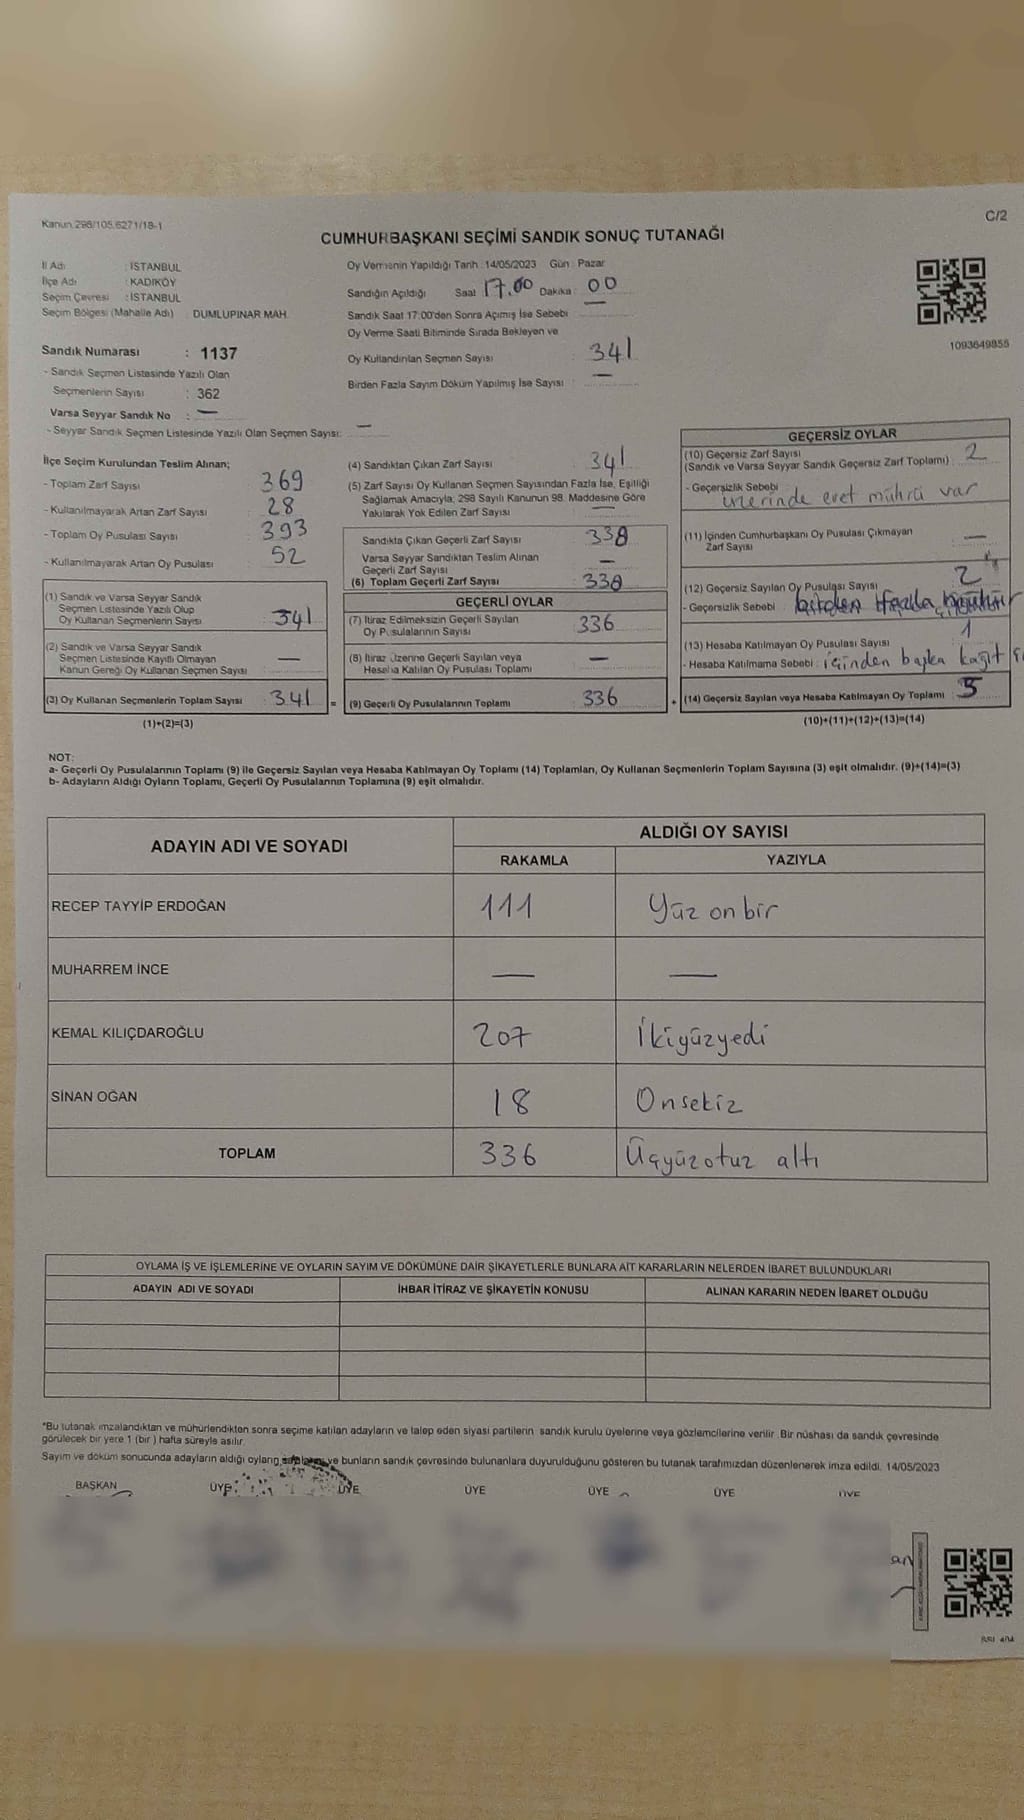 Kanun 298/105,6271/18-1
C/2
CUMHURBAŞKANI SEÇİMİ SANDIK SONUÇ TUTANAĞI
İl Adı : İSTANBUL
İlçe Adı : KADIKÖY
Seçim Çevresi : İSTANBUL
Seçim Bölgesi (Mahalle Adı) : DUMLUPINAR MAH.
Sandık Numarası : 1137
- Sandık Seçmen Listesinde Yazılı Olan
Seçmenlerin Sayısı : 362
Varsa Seyyar Sandık No : —
- Seyyar Sandık Seçmen Listesinde Yazılı Olan Seçmen Sayısı: —
Oy Vermenin Yapıldığı Tarih :14/05/2023 Gün : Pazar
Sandığın Açıldığı Saat 17.00 Dakika : 00
Sandık Saat 17:00'den Sonra Açımış İse Sebebi : —
Oy Verme Saati Bitiminde Sırada Bekleyen ve
Oy Kullandırılan Seçmen Sayısı : 341
Birden Fazla Sayım Döküm Yapılmış İse Sayısı : —
1093649855
İlçe Seçim Kurulundan Teslim Alınan;
- Toplam Zarf Sayısı : 369
- Kullanılmayarak Artan Zarf Sayısı : 28
- Toplam Oy Pusulası Sayısı : 393
- Kullanılmayarak Artan Oy Pusulası : 52
(1) Sandık ve Varsa Seyyar Sandık
Seçmen Listesinde Yazılı Olup
Oy Kullanan Seçmenlerin Sayısı : 341
(2) Sandık ve Varsa Seyyar Sandık
Seçmen Listesinde Kayıtlı Olmayan
Kanun Gereği Oy Kullanan Seçmen Sayısı : —
(3) Oy Kullanan Seçmenlerin Toplam Sayısı : 341
(1)+(2)=(3)
=
(4) Sandıktan Çıkan Zarf Sayısı : 341
(5) Zarf Sayısı Oy Kullanan Seçmen Sayısından Fazla İse, Eşitliği
Sağlamak Amacıyla; 298 Sayılı Kanunun 98. Maddesine Göre
Yakılarak Yok Edilen Zarf Sayısı : —
Sandıkta Çıkan Geçerli Zarf Sayısı : 338
Varsa Seyyar Sandıktan Teslim Alınan
Geçerli Zarf Sayısı : —
(6) Toplam Geçerli Zarf Sayısı : 338
GEÇERLİ OYLAR
(7) İtiraz Edilmeksizin Geçerli Sayılan
Oy Pusulalarının Sayısı : 336
(8) İtiraz Üzerine Geçerli Sayılan veya
Hesaba Katılan Oy Pusulası Toplamı : —
(9) Geçerli Oy Pusulalarının Toplamı : 336
+
GEÇERSİZ OYLAR
(10) Geçersiz Zarf Sayısı
(Sandık ve Varsa Seyyar Sandık Geçersiz Zarf Toplamı) : 2
- Geçersizlik Sebebi
üzerinde evet mührü var
(11) İçinden Cumhurbaşkanı Oy Pusulası Çıkmayan
Zarf Sayısı : —
(12) Geçersiz Sayılan Oy Pusulası Sayısı : 2
- Geçersizlik Sebebi : birden fazla
(13) Hesaba Katılmayan Oy Pusulası Sayısı : 1
- Hesaba Katılmama Sebebi : içinden başka kağıt
(14) Geçersiz Sayılan veya Hesaba Katılmayan Oy Toplamı : 5
(10)+(11)+(12)+(13)=(14)
NOT:
a- Geçerli Oy Pusulalarının Toplamı (9) ile Geçersiz Sayılan veya Hesaba Katılmayan Oy Toplamı (14) Toplamları, Oy Kullanan Seçmenlerin Toplam Sayısına (3) eşit olmalıdır. (9)+(14)=(3)
b- Adayların Aldığı Oyların Toplamı, Geçerli Oy Pusulalarının Toplamına (9) eşit olmalıdır.
ADAYIN ADI VE SOYADI
ALDIĞI OY SAYISI
RAKAMLA YAZIYLA
RECEP TAYYİP ERDOĞAN 111 Yüz on bir
MUHARREM İNCE — —
KEMAL KILIÇDAROĞLU 207 İkiyüzyedi
SİNAN OĞAN 18 Onsekiz
TOPLAM 336 Üçyüzotuz altı
OYLAMA İŞ VE İŞLEMLERİNE VE OYLARIN SAYIM VE DÖKÜMÜNE DAİR ŞİKAYETLERLE BUNLARA AİT KARARLARIN NELERDEN İBARET BULUNDUKLARI
ADAYIN ADI VE SOYADI İHBAR İTİRAZ VE ŞİKAYETİN KONUSU ALINAN KARARIN NEDEN İBARET OLDUĞU
*Bu tutanak imzalandıktan ve mühürlendikten sonra seçime katılan adayların ve talep eden siyasi partilerin sandık kurulu üyelerine veya gözlemcilerine verilir. Bir nüshası da sandık çevresinde
görülecek bir yere 1 (bir ) hafta süreyle asılır.
Sayım ve döküm sonucunda adayların aldığı oyların ve bunların sandık çevresinde bulunanlara duyurulduğunu gösteren bu tutanak tarafımızdan düzenlenerek imza edildi. 14/05/2023
BAŞKAN ÜYE ÜYE ÜYE ÜYE ÜYE ÜYE